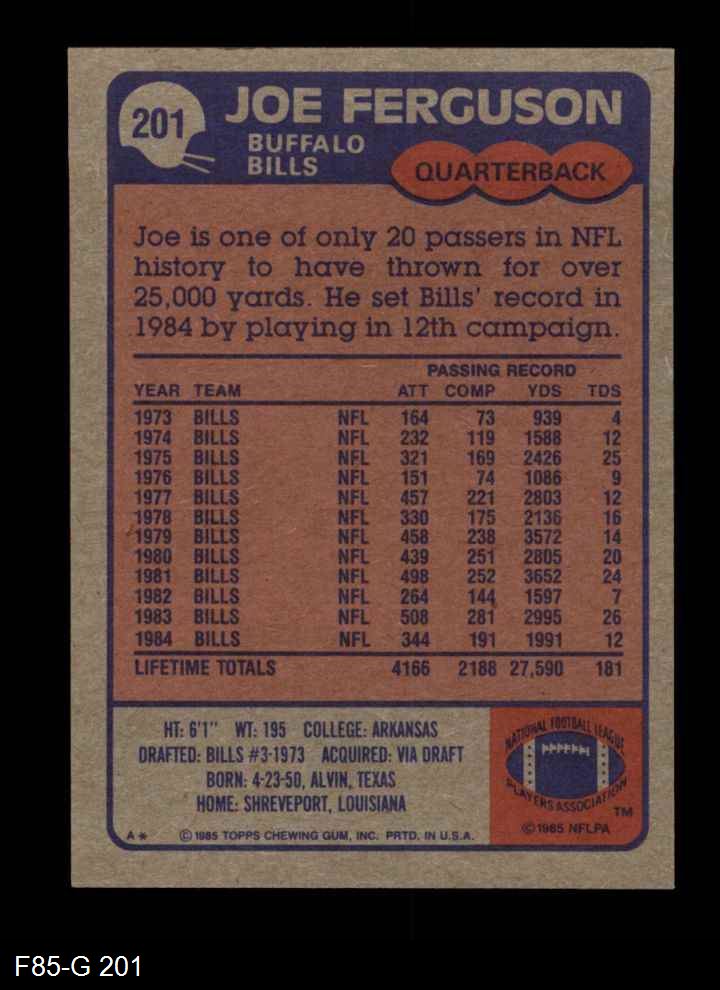 201
JOE FERGUSON
BUFFALO
BILLS
QUARTERBACK
Joe is one of only 20 passers in NFL
history to have thrown for over
25,000 yards. He set Bills' record in
1984 by playing in 12th campaign.
PASSING RECORD
YEAR TEAM ATT COMP YDS TDS
1973 BILLS NFL 164 73 939 4
1974 BILLS NFL 232 119 1588 12
1975 BILLS NFL 321 169 2426 25
1976 BILLS NFL 151 74 1086 9
1977 BILLS NFL 457 221 2803 12
1978 BILLS NFL 330 175 2136 16
1979 BILLS NFL 458 238 3572 14
1980 BILLS NFL 439 251 2805 20
1981 BILLS NFL 498 252 3652 24
1982 BILLS NFL 264 144 1597 7
1983 BILLS NFL 508 281 2995 26
1984 BILLS NFL 344 191 1991 12
LIFETIME TOTALS 4166 2188 27,590 181
HT: 6'1" WT: 195 COLLEGE: ARKANSAS
DRAFTED: BILLS #3-1973 ACQUIRED: VIA DRAFT
BORN: 4-23-50, ALVIN, TEXAS
HOME: SHREVEPORT, LOUISIANA
A* © 1985 TOPPS CHEWING GUM, INC. PRTD. IN U.S.A.
NATIONAL FOOTBALL LEAGUE
PLAYERS ASSOCIATION
TM
© 1985 NFLPA
F85-G 201